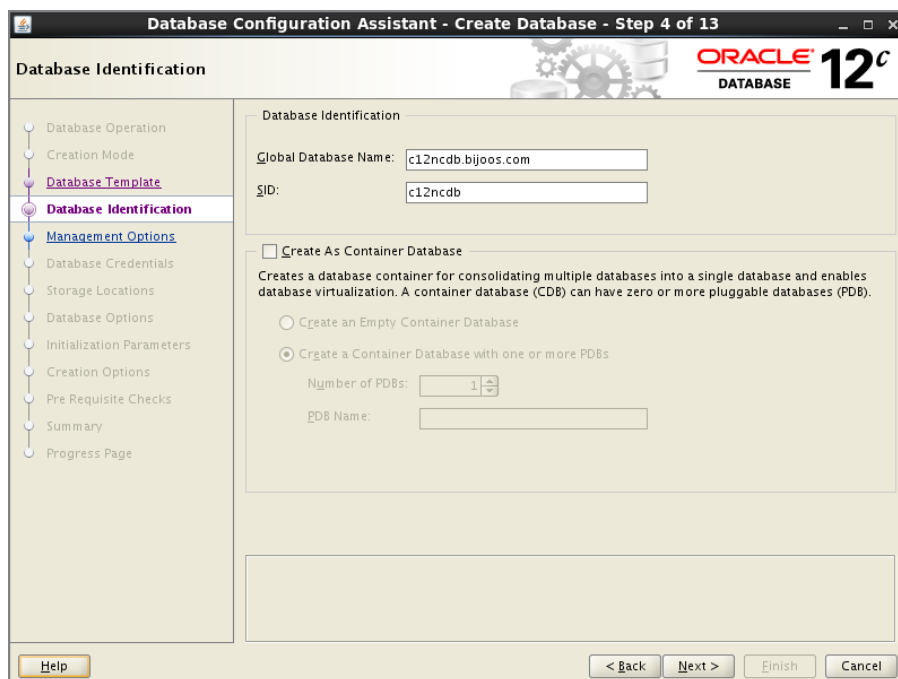 Database Configuration Assistant - Create Database - Step 4 of 13
Database Identification
ORACLE
DATABASE
12c
Database Operation
Creation Mode
Database Template
Database Identification
Management Options
Database Credentials
Storage Locations
Database Options
Initialization Parameters
Creation Options
Pre Requisite Checks
Summary
Progress Page
Database Identification
Global Database Name: c12ncdb.bijoos.com
SID: c12ncdb
Create As Container Database
Creates a database container for consolidating multiple databases into a single database and enables
database virtualization. A container database (CDB) can have zero or more pluggable databases (PDB).
Create an Empty Container Database
Create a Container Database with one or more PDBs
Number of PDBs: 1
PDB Name:
Help
< Back
Next >
Finish
Cancel